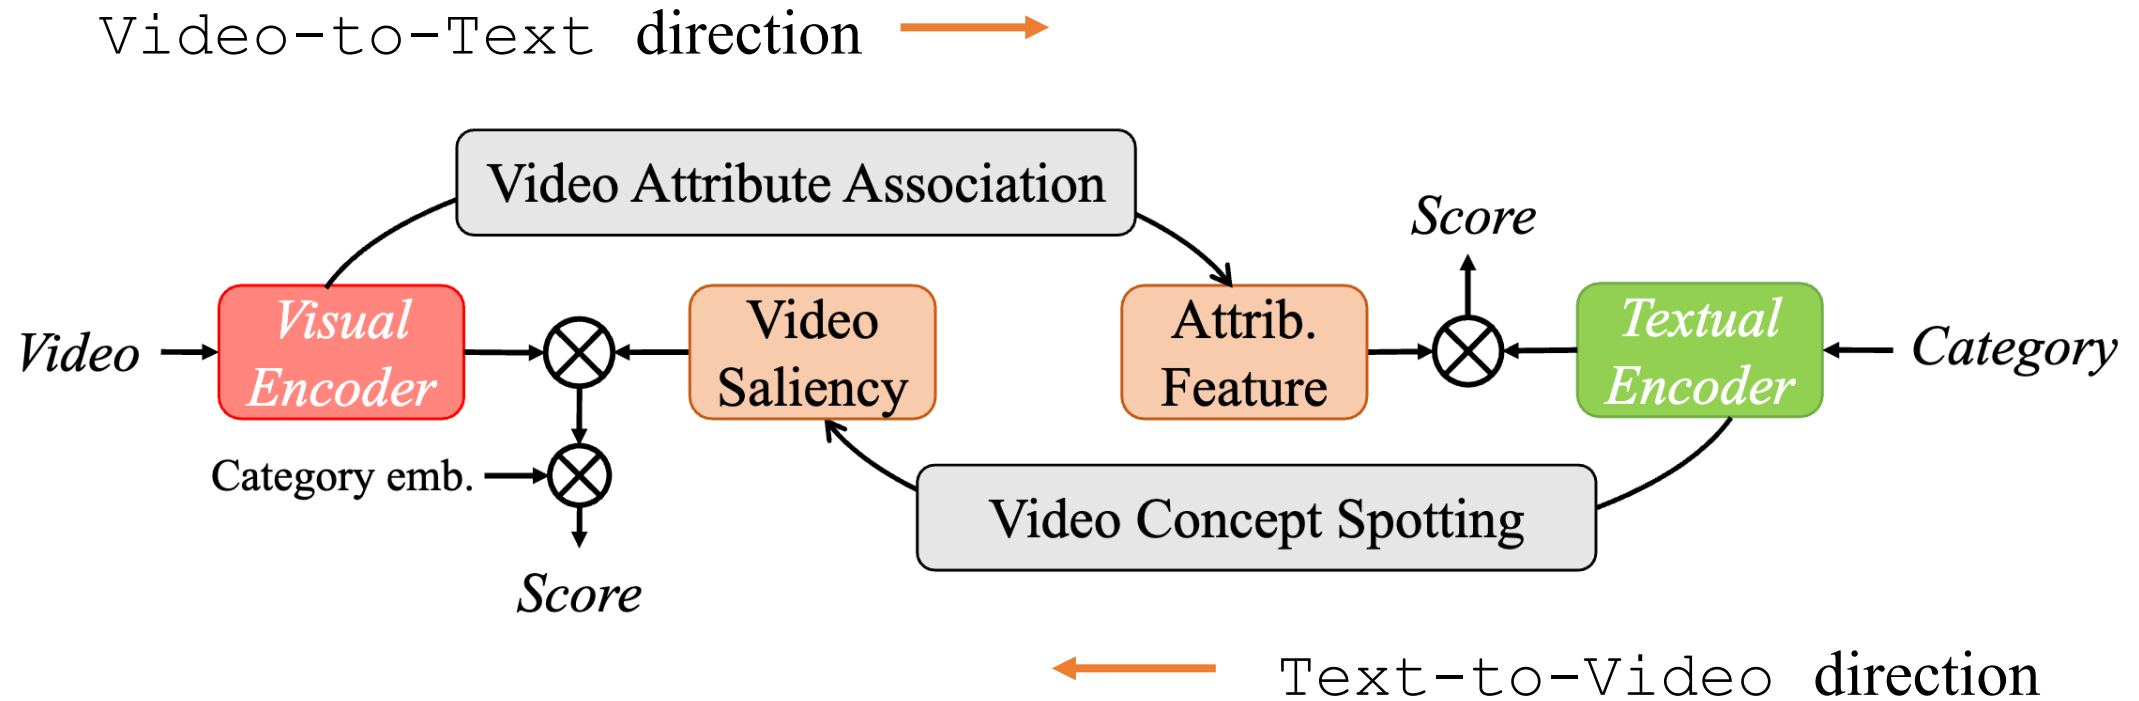 Video-to-Text direction
Video Attribute Association
Score
Video
Visual
Encoder
Video
Saliency
Attrib.
Feature
Textual
Encoder
Category
Category emb.
Video Concept Spotting
Score
Text-to-Video direction